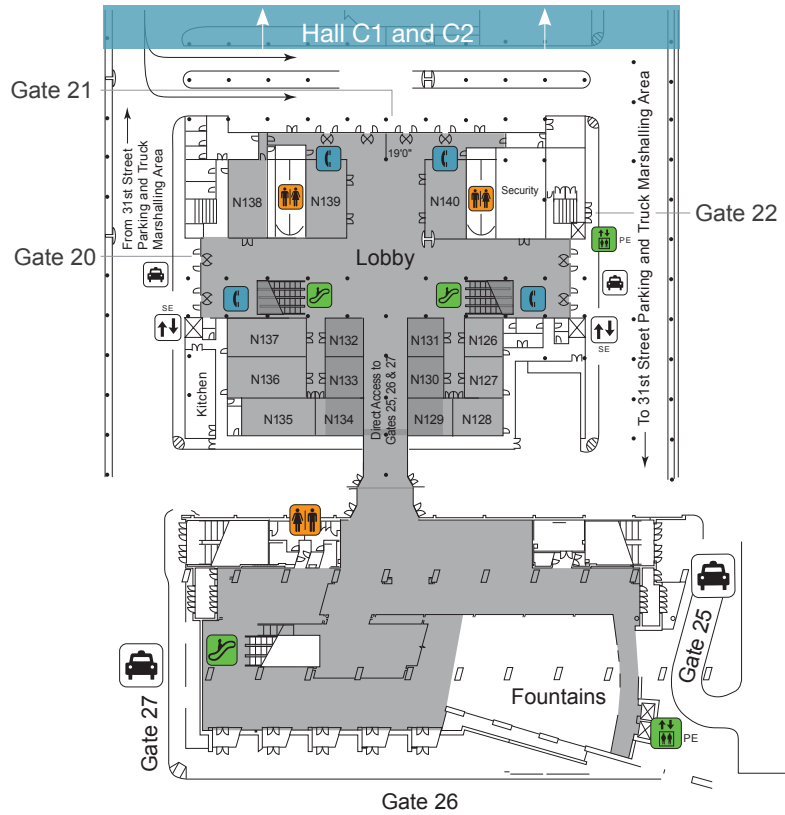 Hall C1 and C2
Gate 21
19'0"
From 31st Street
Parking and Truck
Marshalling Area
To 31st Street Parking and Truck Marshalling Area
N138
N139
N140
Security
Gate 22
PE
Gate 20
Lobby
SE
SE
N137
N132
N131
N126
N136
N133
N130
N127
Kitchen
Direct Access to
Gates 25, 26 & 27
N135
N134
N129
N128
Gate 25
Gate 27
Fountains
PE
Gate 26